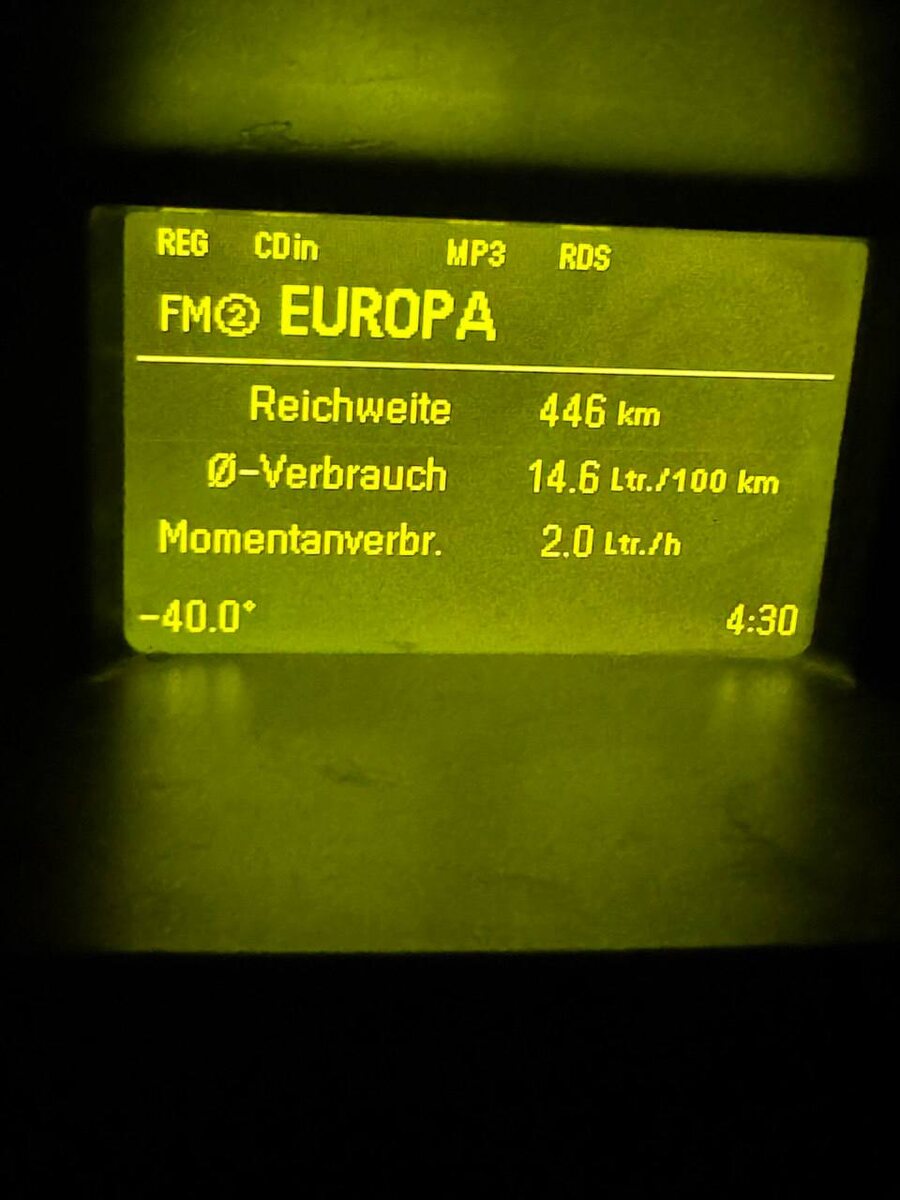 REG CDin MP3 RDS
FM② EUROPA
Reichweite 446 km
Ø-Verbrauch 14.6 Ltr./100 km
Momentanverbr. 2.0 Ltr./h
-40.0° 4:30